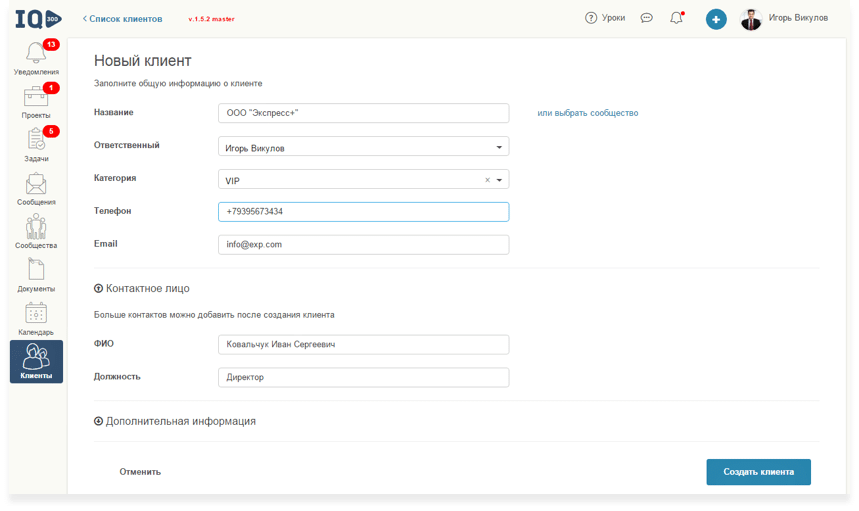 IQ 300
Список клиентов
v.1.5.2 master
Уроки
Игорь Викулов
13
Уведомления
1
Проекты
5
Задачи
Сообщения
Сообщества
Документы
Календарь
Клиенты
Новый клиент
Заполните общую информацию о клиенте
Название ООО "Экспресс+" или выбрать сообщество
Ответственный Игорь Викулов
Категория VIP ×
Телефон +79395673434
Email info@exp.com
Контактное лицо
Больше контактов можно добавить после создания клиента
ФИО Ковальчук Иван Сергеевич
Должность Директор
Дополнительная информация
Отменить Создать клиента